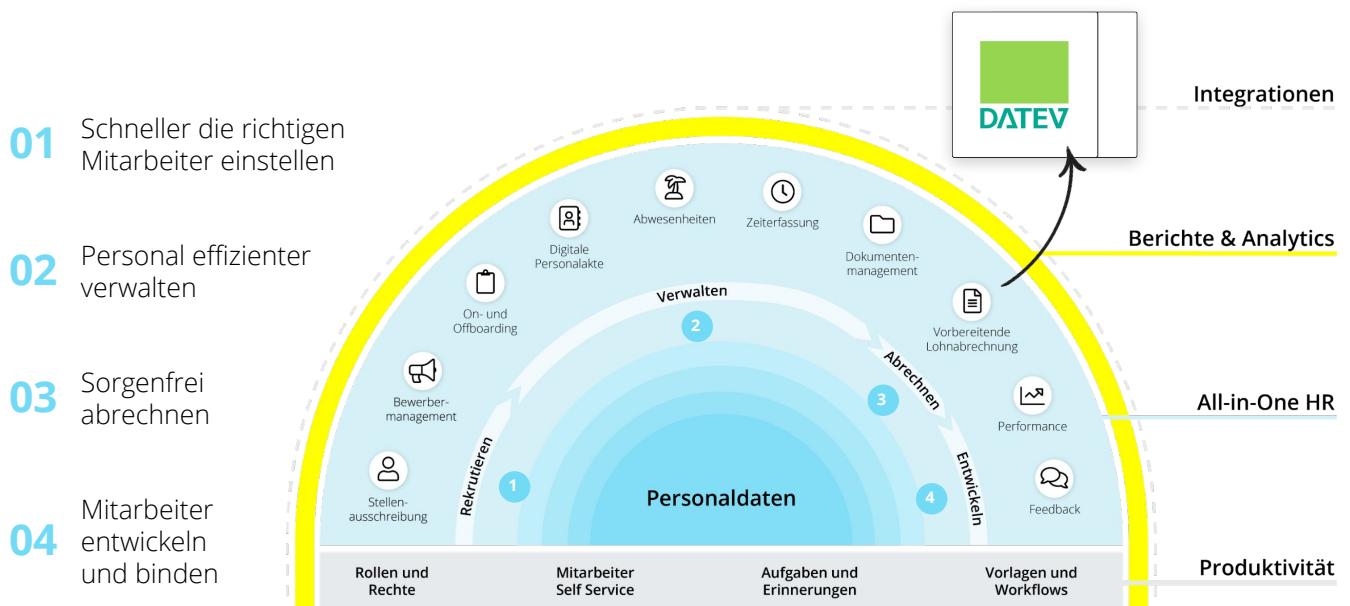 01
Schneller die richtigen
Mitarbeiter einstellen
02
Personal effizienter
verwalten
03
Sorgenfrei
abrechnen
04
Mitarbeiter
entwickeln
und binden
Stellen-
ausschreibung
Bewerber-
management
On- und
Offboarding
Digitale
Personalakte
Abwesenheiten
Zeiterfassung
Dokumenten-
management
Vorbereitende
Lohnabrechnung
Performance
Feedback
Rekrutieren
Verwalten
Abrechnen
Entwickeln
1
2
3
4
Personaldaten
Rollen und
Rechte
Mitarbeiter
Self Service
Aufgaben und
Erinnerungen
Vorlagen und
Workflows
DATEV
Integrationen
Berichte & Analytics
All-in-One HR
Produktivität